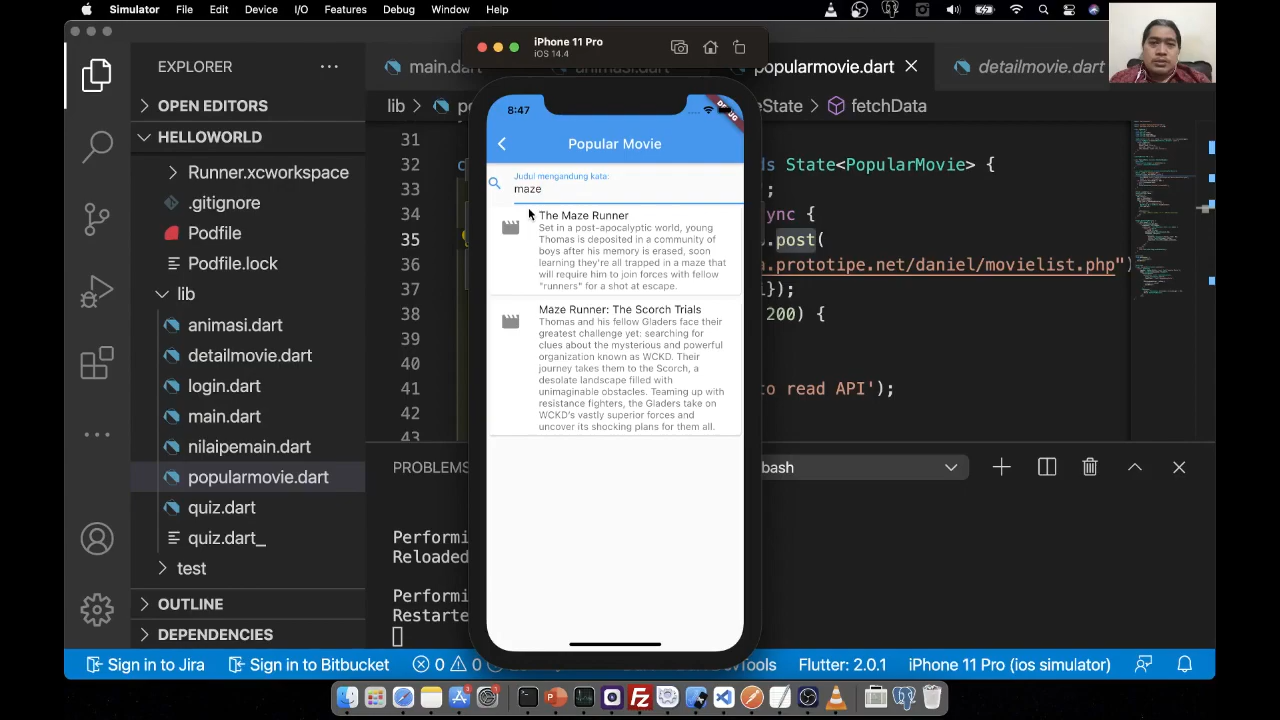 Simulator File Edit Device I/O Features Debug Window Help
EXPLORER
OPEN EDITORS
HELLOWORLD
Runner.xcworkspace
.gitignore
Podfile
Podfile.lock
lib
animasi.dart
detailmovie.dart
login.dart
main.dart
nilaipemain.dart
popularmovie.dart
quiz.dart
quiz.dart_
test
OUTLINE
DEPENDENCIES
main.dart
animasi.dart
popularmovie.dart
detailmovie.dart
lib
fetchData
31
32
State<PopularMovie> {
33
;
34
{
35
.post(
36
.prototipe.net/daniel/movielist.php")
37
});
38
200) {
39
40
41
to read API');
42
43
PROBLEMS
bash
Reloaded
iPhone 11 Pro
iOS 14.4
8:47
DEBUG
Popular Movie
Judul mengandung kata:
maze
The Maze Runner
Set in a post-apocalyptic world, young
Thomas is deposited in a community of
boys after his memory is erased, soon
learning they're all trapped in a maze that
will require him to join forces with fellow
"runners" for a shot at escape.
Maze Runner: The Scorch Trials
Thomas and his fellow Gladers face their
greatest challenge yet: searching for
clues about the mysterious and powerful
organization known as WCKD. Their
journey takes them to the Scorch, a
desolate landscape filled with
unimaginable obstacles. Teaming up with
resistance fighters, the Gladers take on
WCKD's vastly superior forces and
uncover its shocking plans for them all.
Sign in to Jira Sign in to Bitbucket 0 0 Flutter: 2.0.1 iPhone 11 Pro (ios simulator)